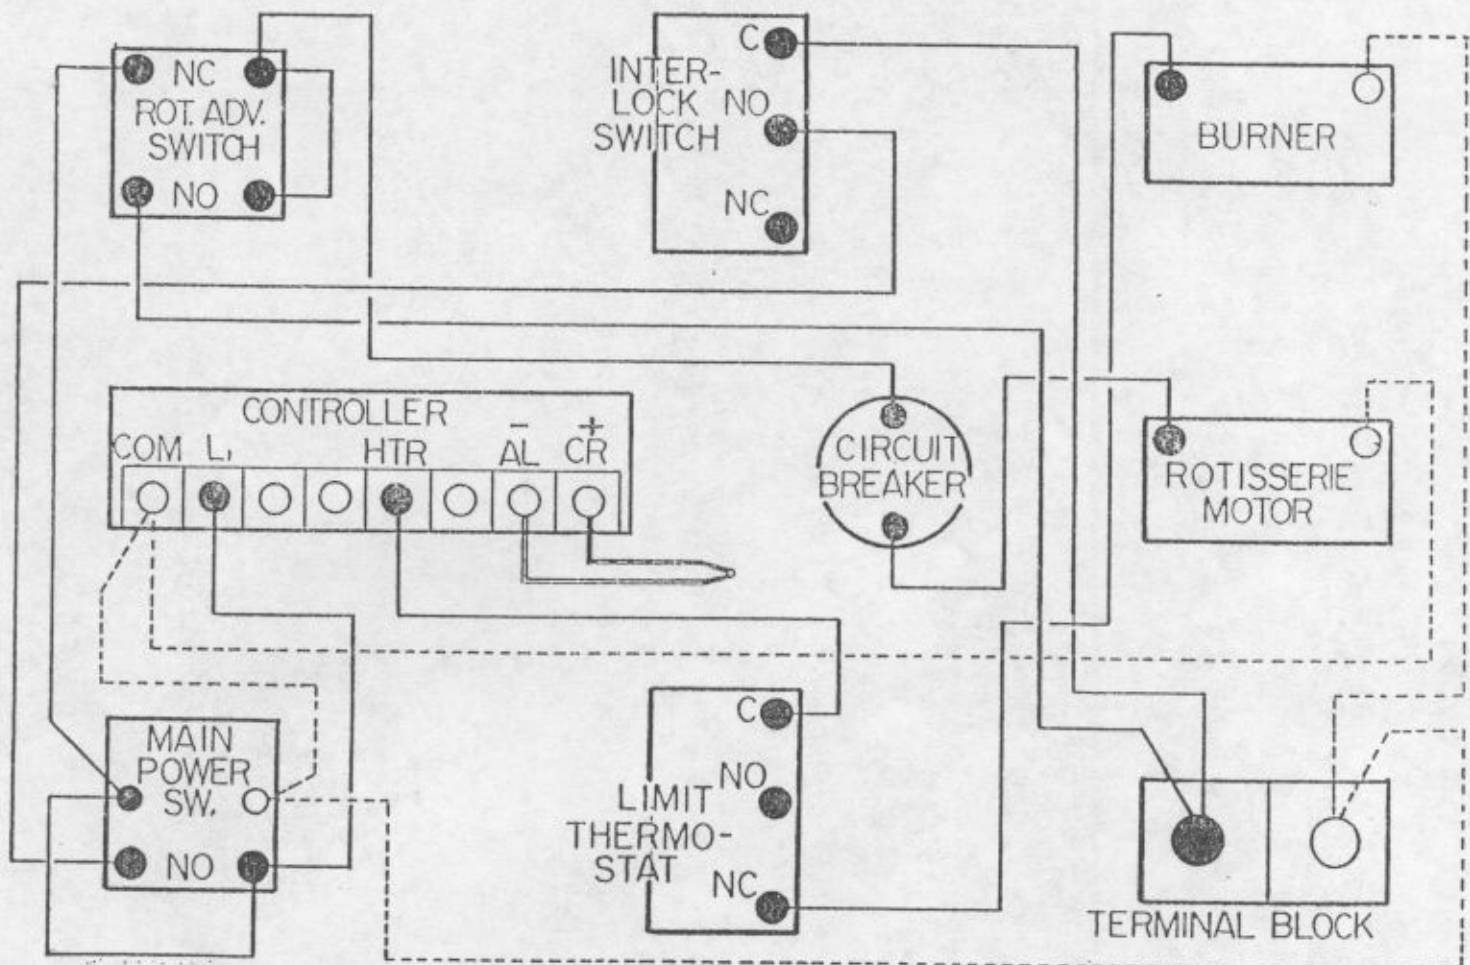 NC
ROT. ADV.
SWITCH
NO
C
INTER-
LOCK NO
SWITCH
NC
BURNER
CONTROLLER
COM L, HTR AL CR
- +
CIRCUIT
BREAKER
ROTISSERIE
MOTOR
MAIN
POWER
SW.
NO
C
NO
LIMIT
THERMO-
STAT
NC
TERMINAL BLOCK